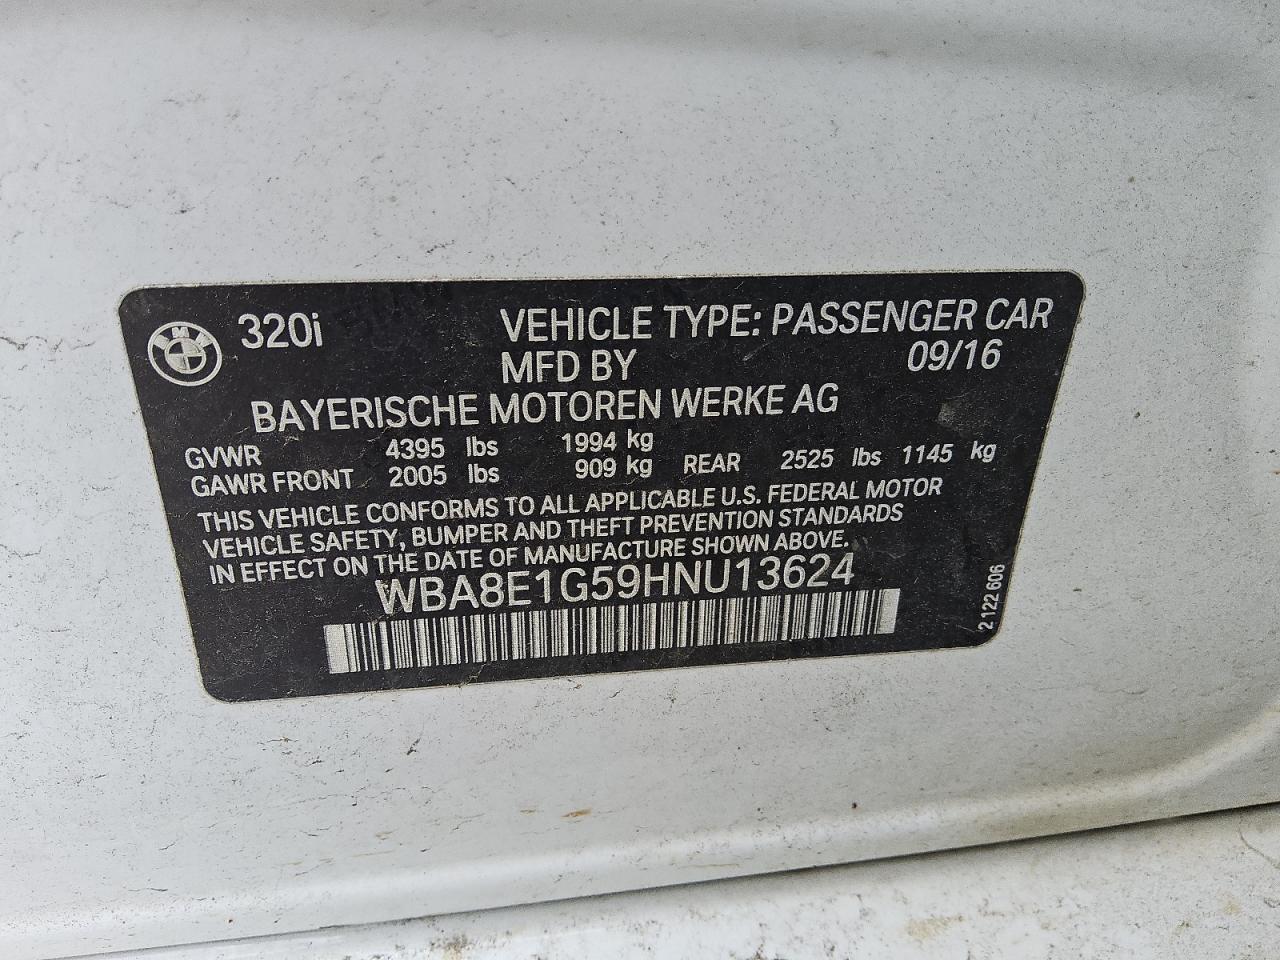 BMW 320i VEHICLE TYPE: PASSENGER CAR
MFD BY 09/16
BAYERISCHE MOTOREN WERKE AG
GVWR 4395 lbs 1994 kg
GAWR FRONT 2005 lbs 909 kg REAR 2525 lbs 1145 kg
THIS VEHICLE CONFORMS TO ALL APPLICABLE U.S. FEDERAL MOTOR
VEHICLE SAFETY, BUMPER AND THEFT PREVENTION STANDARDS
IN EFFECT ON THE DATE OF MANUFACTURE SHOWN ABOVE.
WBA8E1G59HNU13624
2 122 606